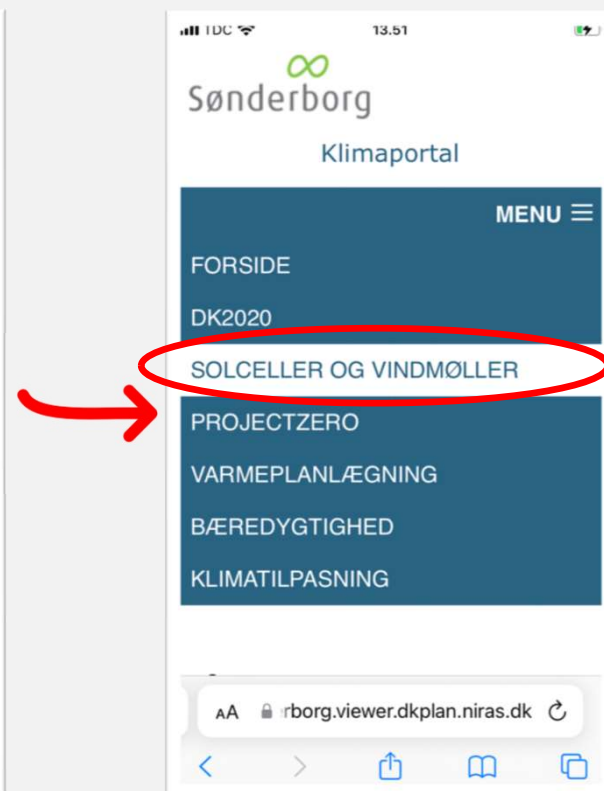 TDC 13.51
Sønderborg
Klimaportal
MENU
FORSIDE
DK2020
SOLCELLER OG VINDMØLLER
PROJECTZERO
VARMEPLANLÆGNING
BÆREDYGTIGHED
KLIMATILPASNING
AA rborg.viewer.dkplan.niras.dk